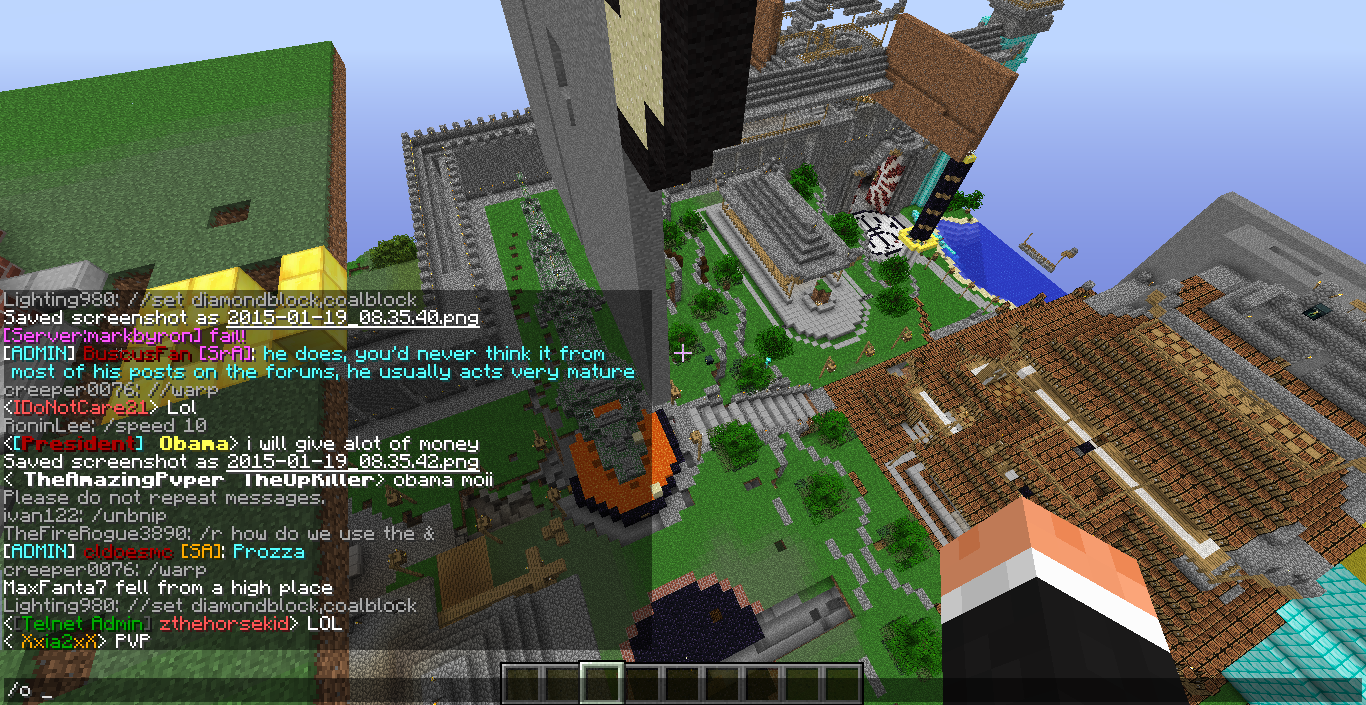 Lighting980: //set diamondblock,coalblock
Saved screenshot as 2015-01-19_08.35.40.png
[Server:markbyron] fail!
[ADMIN] BuscusFan [SrA]: he does, you'd never think it from
most of his posts on the forums, he usually acts very mature
creeper0076: //warp
<IDoNotCare21> Lol
RoninLee: /speed 10
<[President] Obama> i will give alot of money
Saved screenshot as 2015-01-19_08.35.42.png
< TheAmazingPvper TheUpKiller> obama moii
Please do not repeat messages.
ivan122: /unbnip
TheFireRogue3890: /r how do we use the &
[ADMIN] cldoesmc [SA]: Prozza
creeper0076: /warp
MaxFanta7 fell from a high place
Lighting980: //set diamondblock,coalblock
<[Telnet Admin] zthehorsekid> LOL
< Xxia2xX> PVP
/o _